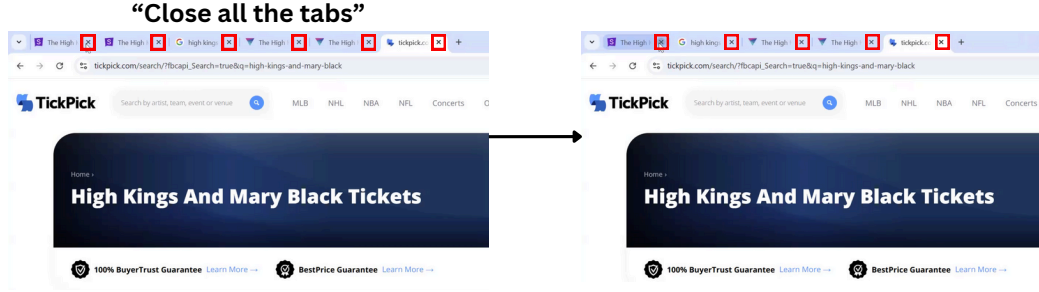 “Close all the tabs”
The High The High high king The High The High tickpick.co
tickpick.com/search/?fbcapi_Search=true&q=high-kings-and-mary-black
TickPick Search by artist, team, event or venue MLB NHL NBA NFL Concerts
Home ›
High Kings And Mary Black Tickets
100% BuyerTrust Guarantee Learn More → BestPrice Guarantee Learn More →
The High high king The High The High tickpick.co
tickpick.com/search/?fbcapi_Search=true&q=high-kings-and-mary-black
TickPick Search by artist, team, event or venue MLB NHL NBA NFL Concerts
Home ›
High Kings And Mary Black Tickets
100% BuyerTrust Guarantee Learn More → BestPrice Guarantee Learn More →